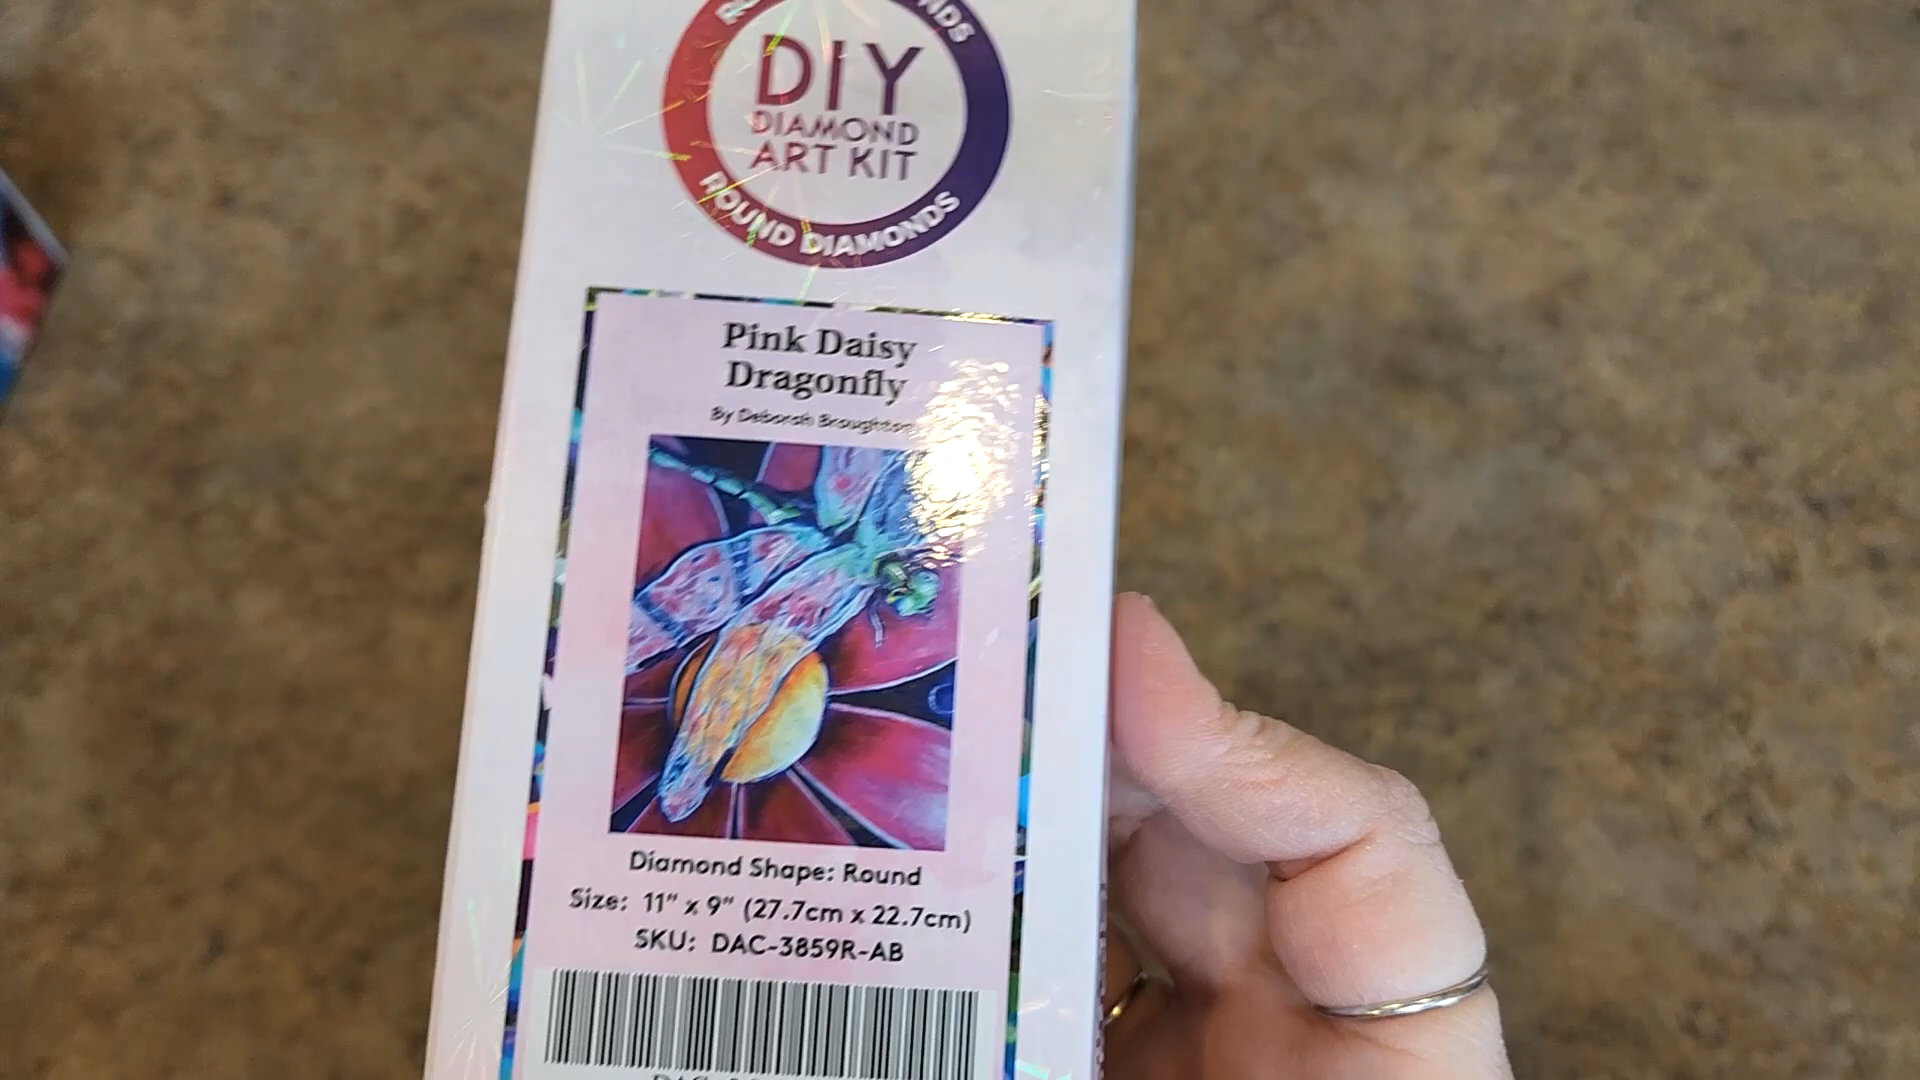 DIY
DIAMOND
ART KIT
ROUND DIAMONDS
Pink Daisy
Dragonfly
By Deborah Broughton
Diamond Shape: Round
Size: 11" x 9" (27.7cm x 22.7cm)
SKU: DAC-3859R-AB